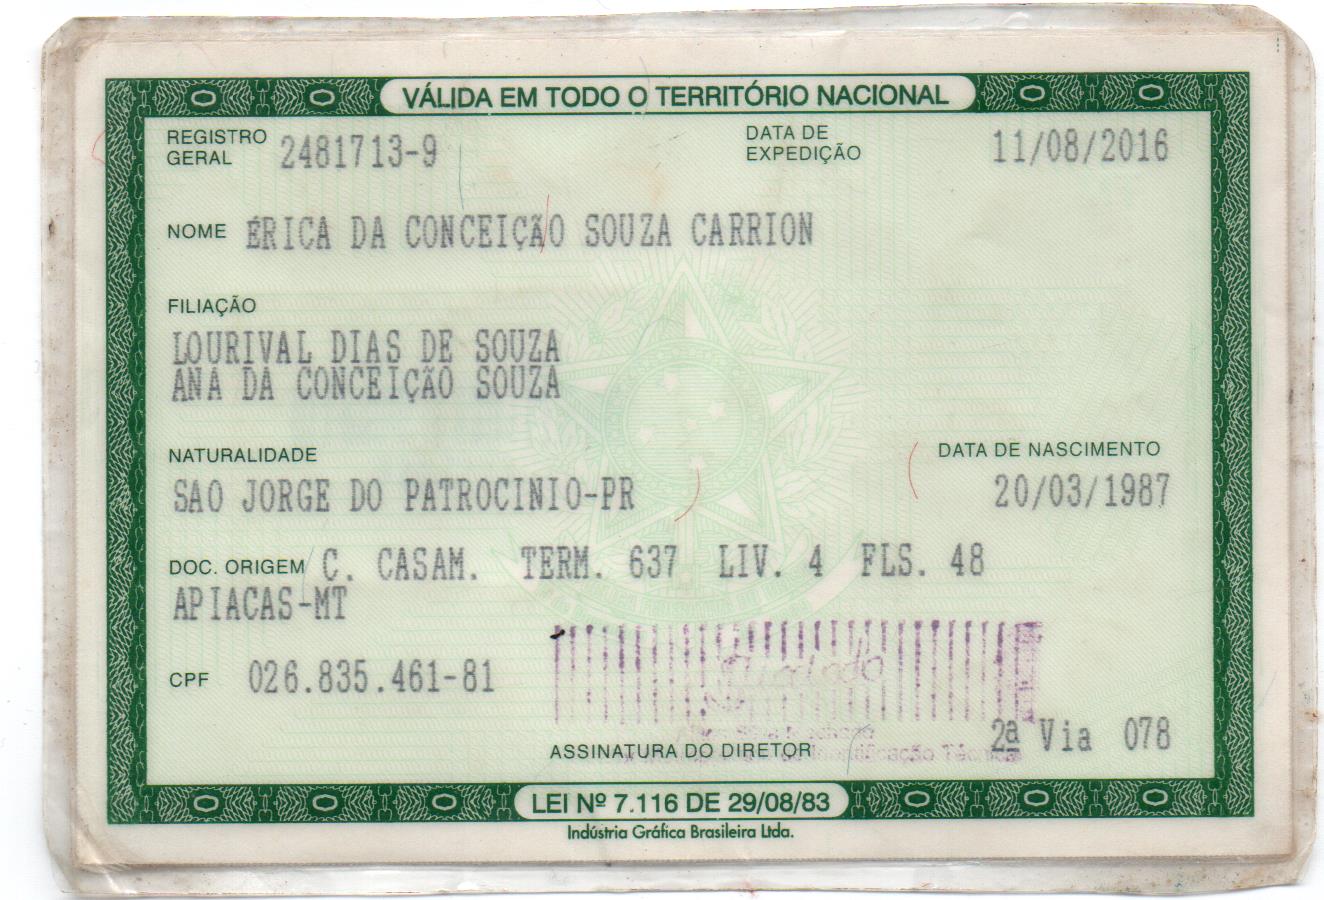 VÁLIDA EM TODO O TERRITÓRIO NACIONAL
REGISTRO GERAL 2481713-9 DATA DE EXPEDIÇÃO 11/08/2016
NOME ÉRICA DA CONCEIÇÃO SOUZA CARRION
FILIAÇÃO
LOURIVAL DIAS DE SOUZA
ANA DA CONCEIÇÃO SOUZA
NATURALIDADE DATA DE NASCIMENTO
SAO JORGE DO PATROCINIO-PR 20/03/1987
DOC. ORIGEM C. CASAM. TERM. 637 LIV. 4 FLS. 48
APIACAS-MT
CPF 026.835.461-81
2ª Via 078
ASSINATURA DO DIRETOR
LEI Nº 7.116 DE 29/08/83
Indústria Gráfica Brasileira Ltda.